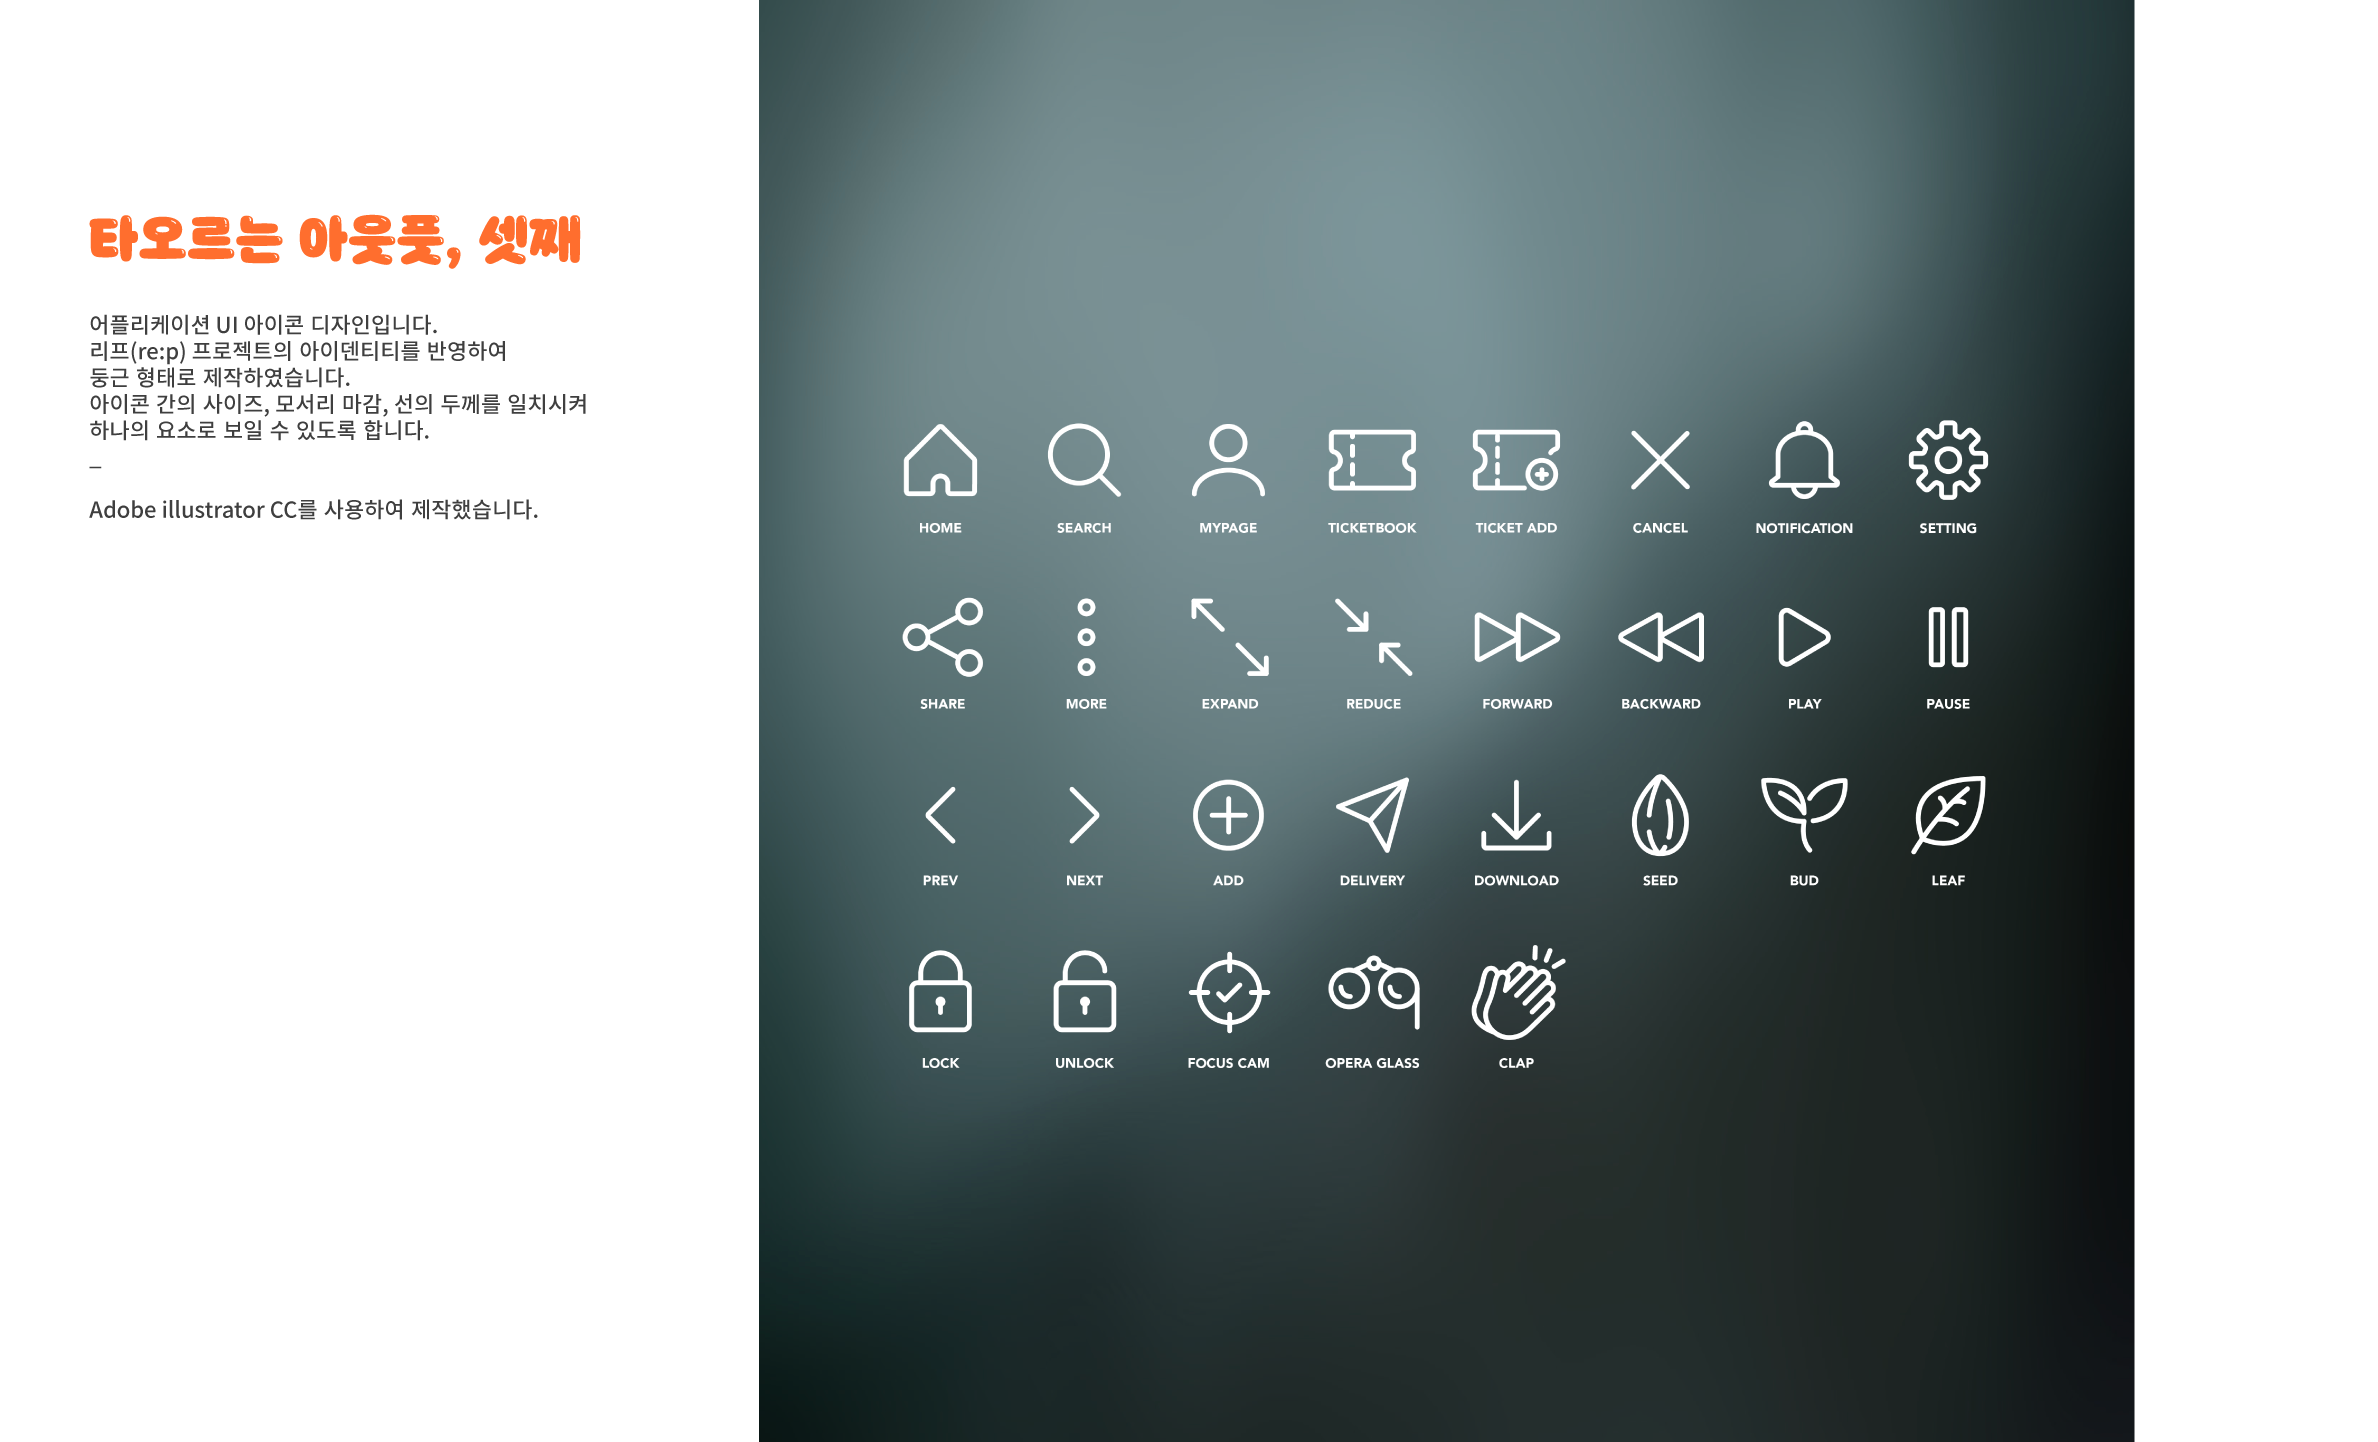 타오르는 아웃풋, 셋째
어플리케이션 UI 아이콘 디자인입니다.
리프(re:p) 프로젝트의 아이덴티티를 반영하여
둥근 형태로 제작하였습니다.
아이콘 간의 사이즈, 모서리 마감, 선의 두께를 일치시켜
하나의 요소로 보일 수 있도록 합니다.
–
Adobe illustrator CC를 사용하여 제작했습니다.
HOME SEARCH MYPAGE TICKETBOOK TICKET ADD CANCEL NOTIFICATION SETTING
SHARE MORE EXPAND REDUCE FORWARD BACKWARD PLAY PAUSE
PREV NEXT ADD DELIVERY DOWNLOAD SEED BUD LEAF
LOCK UNLOCK FOCUS CAM OPERA GLASS CLAP